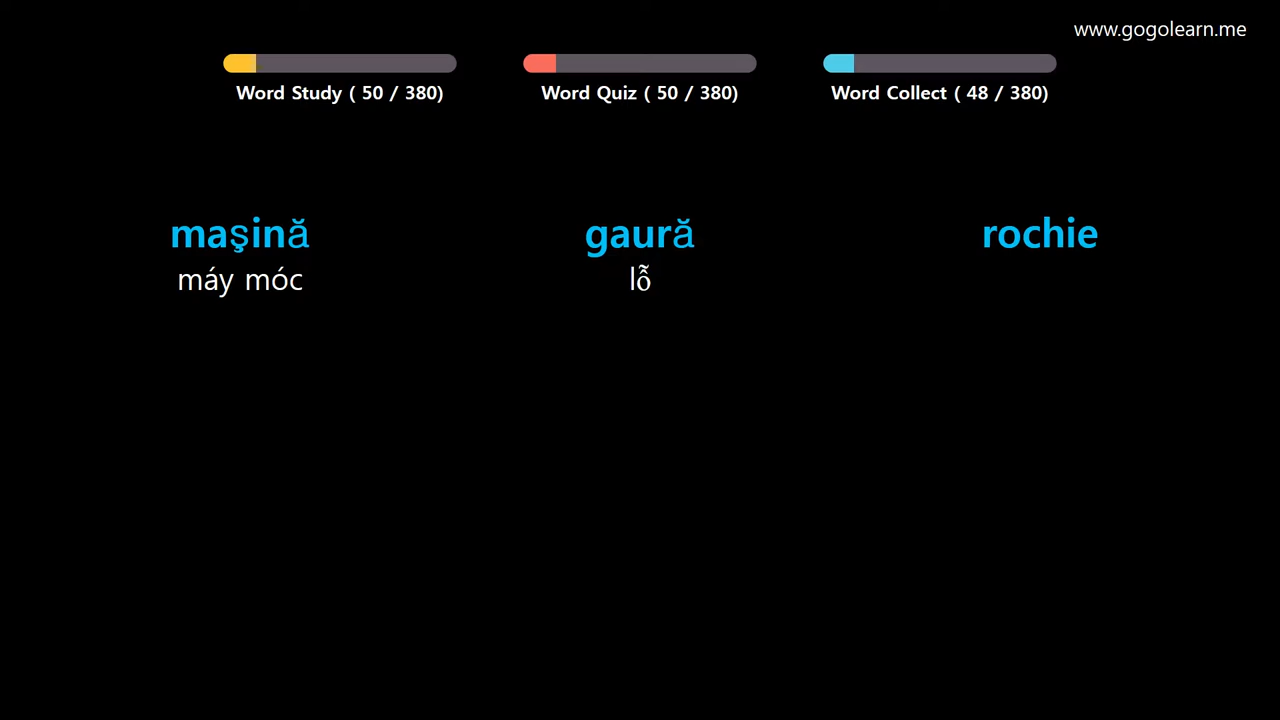 www.gogolearn.me
Word Study ( 50 / 380)
Word Quiz ( 50 / 380)
Word Collect ( 48 / 380)
maşină
gaură
rochie
máy móc
lỗ